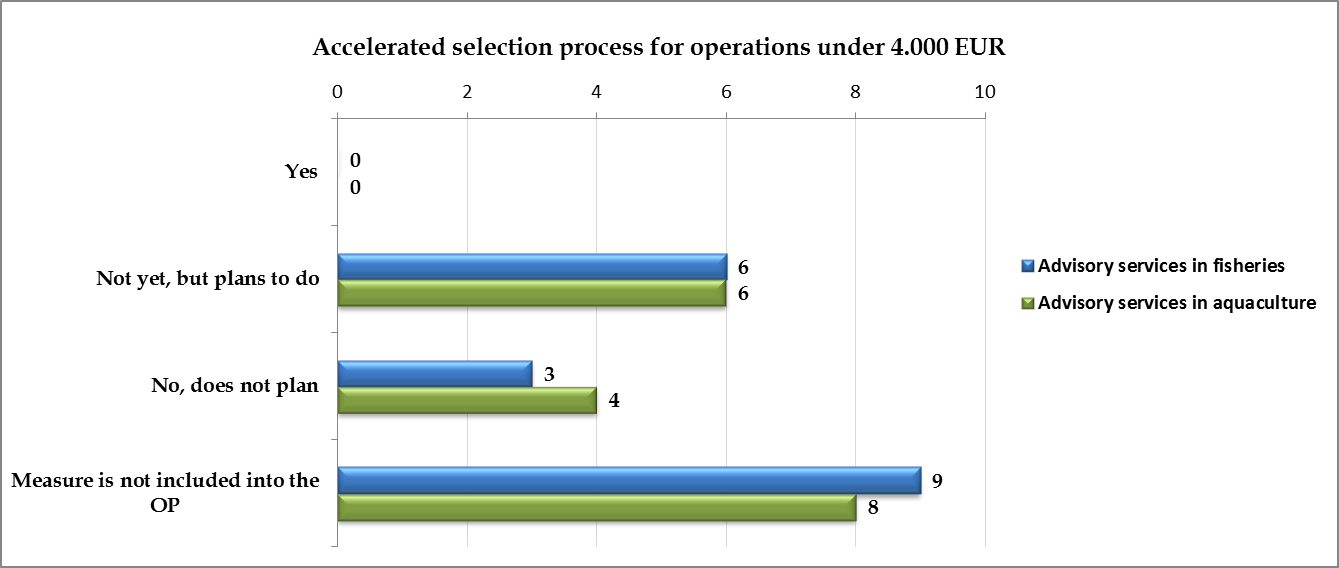 Accelerated selection process for operations under 4.000 EUR
0 2 4 6 8 10
Yes
0
0
Not yet, but plans to do
6
6
No, does not plan
3
4
Measure is not included into the
OP
9
8
Advisory services in fisheries
Advisory services in aquaculture